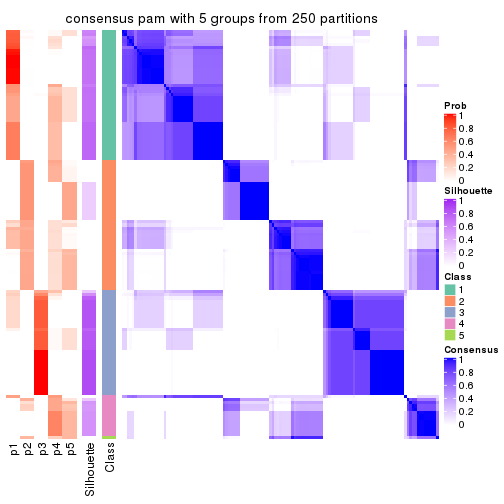 consensus pam with 5 groups from 250 partitions
Prob
1
0.8
0.6
0.4
0.2
0
Silhouette
1
0.8
0.6
0.4
0.2
0
Class
1
2
3
4
5
Consensus
1
0.8
0.6
0.4
0.2
0
p1
p2
p3
p4
p5
Silhouette
Class